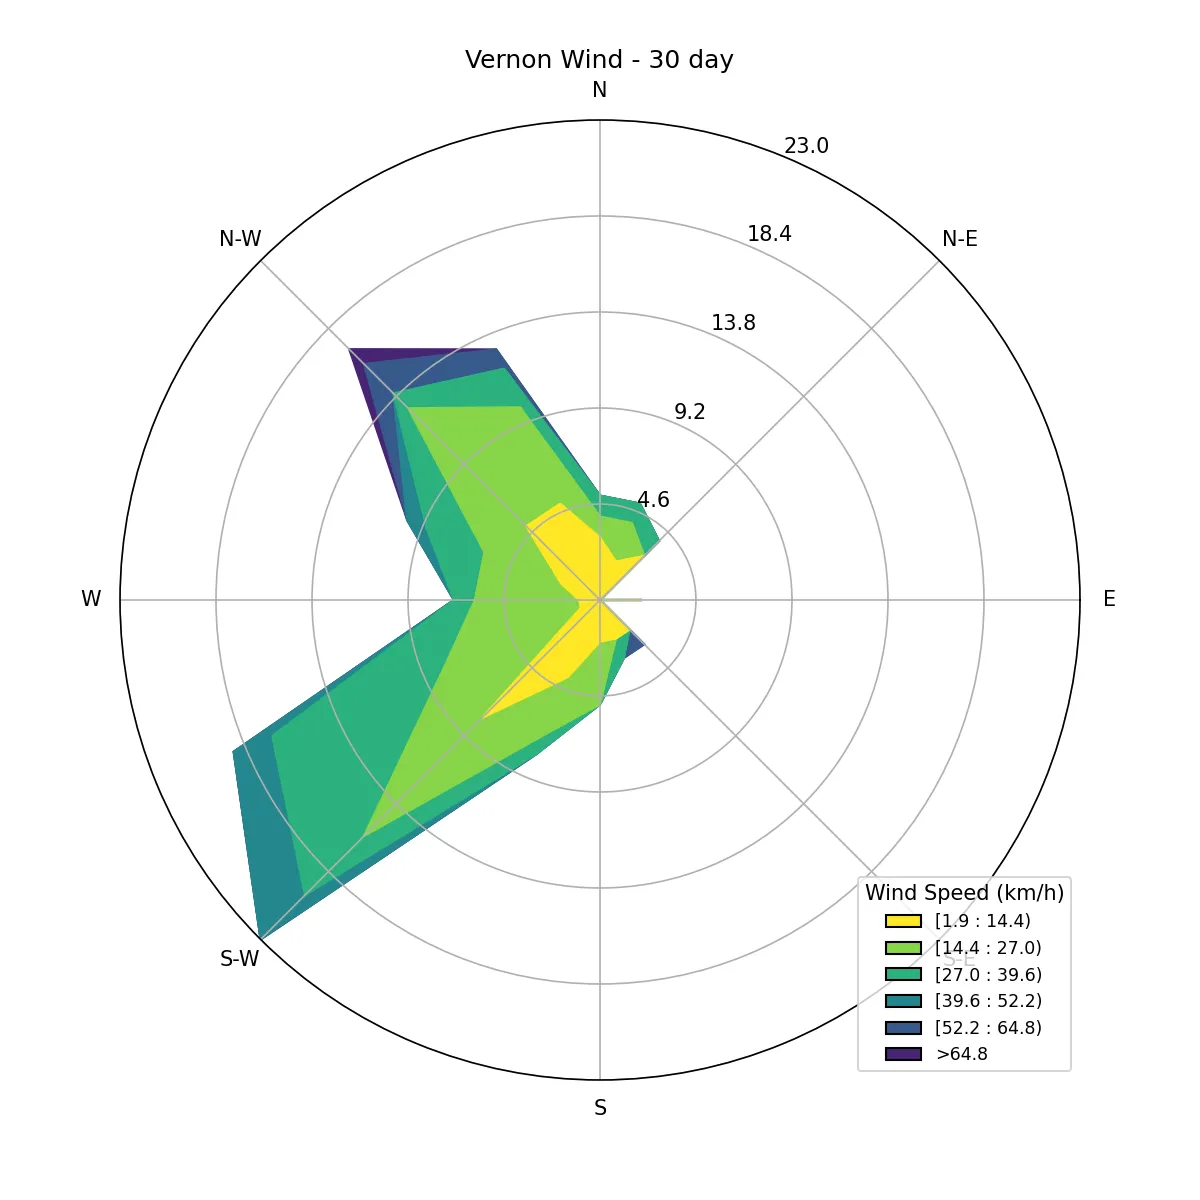 Vernon Wind - 30 day
N
23.0
N-W
18.4
N-E
13.8
9.2
4.6
W
E
S-W
S-E
S
Wind Speed (km/h)
[1.9 : 14.4)
[14.4 : 27.0)
[27.0 : 39.6)
[39.6 : 52.2)
[52.2 : 64.8)
>64.8